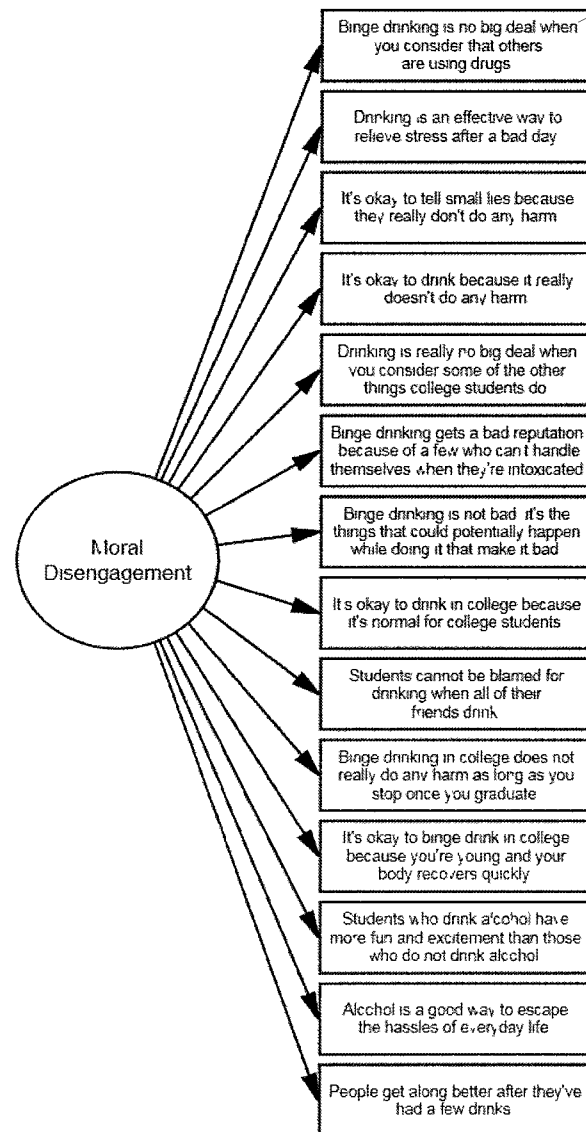 Binge drinking is no big deal when
you consider that others
are using drugs
Drinking is an effective way to
relieve stress after a bad day
It's okay to tell small lies because
they really don't do any harm
It's okay to drink because it really
doesn't do any harm
Drinking is really no big deal when
you consider some of the other
things college students do
Binge drinking gets a bad reputation
because of a few who can't handle
themselves when they're intoxicated
Moral
Disengagement
Binge drinking is not bad it's the
things that could potentially happen
while doing it that make it bad
It's okay to drink in college because
it's normal for college students
Students cannot be blamed for
drinking when all of their
friends drink
Binge drinking in college does not
really do any harm as long as you
stop once you graduate
It's okay to binge drink in college
because you're young and your
body recovers quickly
Students who drink alcohol have
more fun and excitement than those
who do not drink alcohol
Alcohol is a good way to escape
the hassles of everyday life
People get along better after they've
had a few drinks